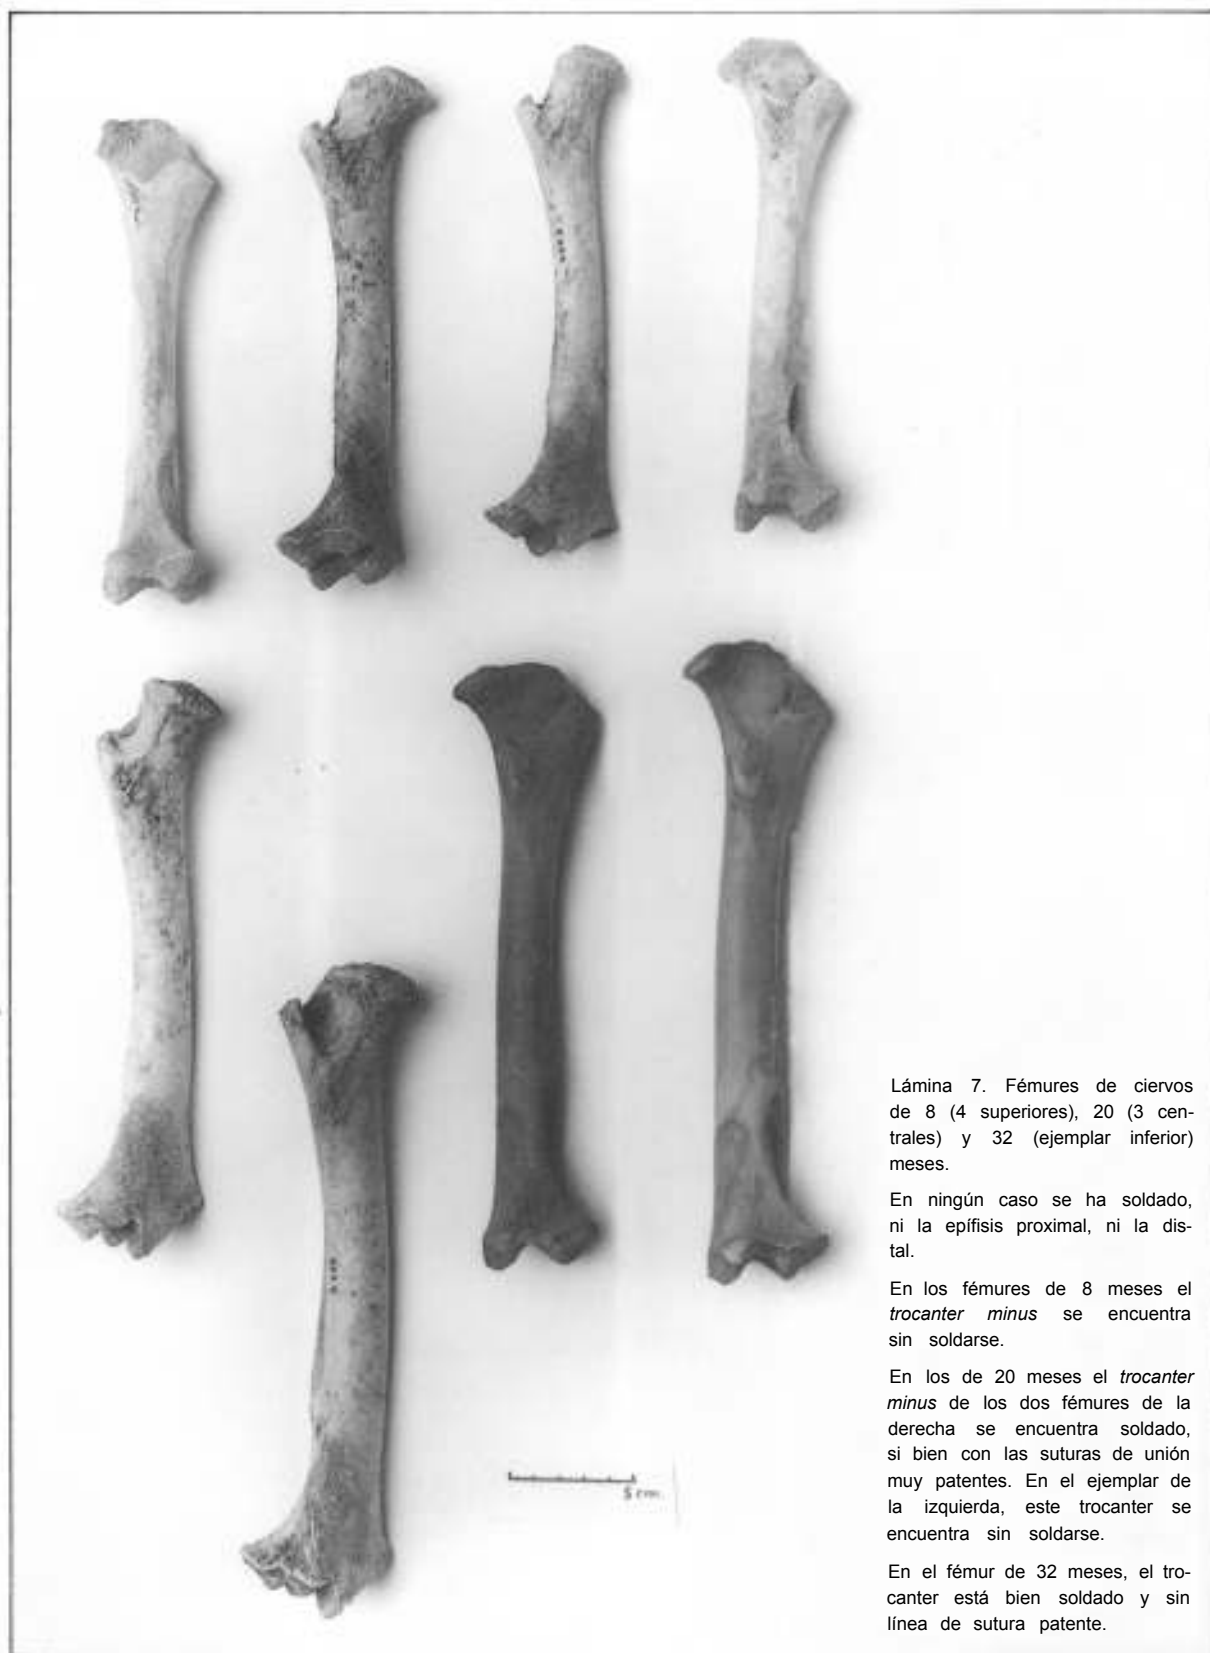 5 cm.
Lámina 7. Fémures de ciervos
de 8 (4 superiores), 20 (3 cen-
trales) y 32 (ejemplar inferior)
meses.
En ningún caso se ha soldado,
ni la epífisis proximal, ni la dis-
tal.
En los fémures de 8 meses el
trocanter minus se encuentra
sin soldarse.
En los de 20 meses el trocanter
minus de los dos fémures de la
derecha se encuentra soldado,
si bien con las suturas de unión
muy patentes. En el ejemplar de
la izquierda, este trocanter se
encuentra sin soldarse.
En el fémur de 32 meses, el tro-
canter está bien soldado y sin
línea de sutura patente.